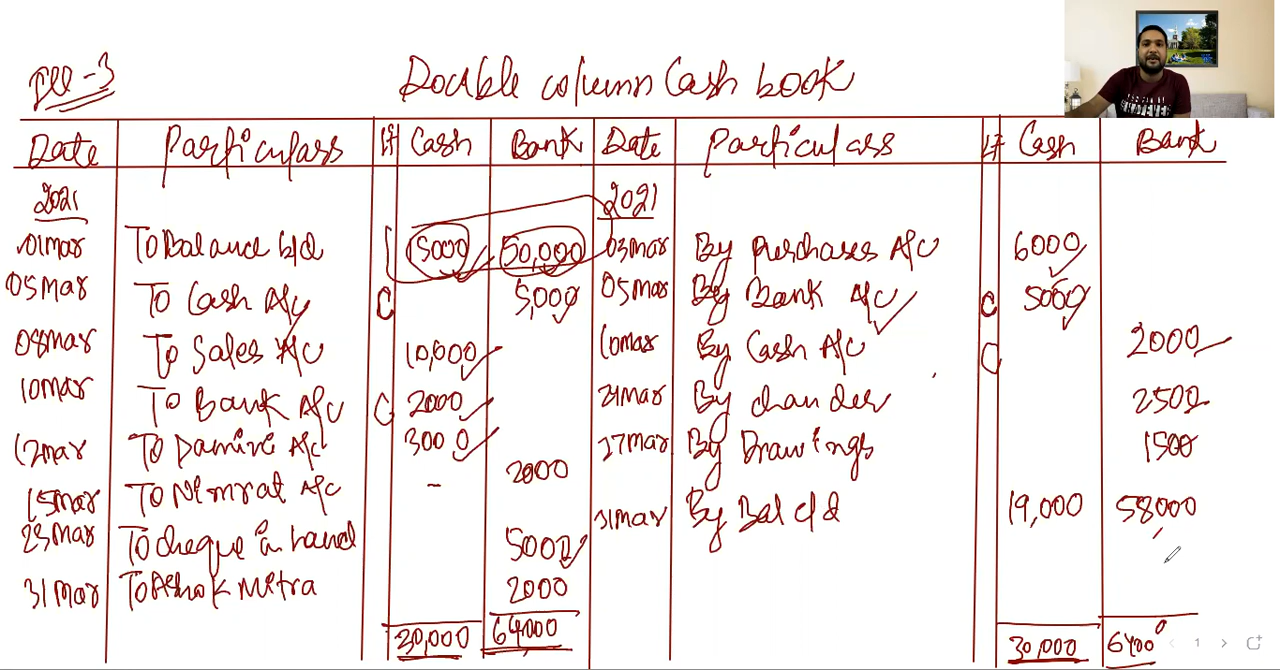 Ill-3 Double column Cash book
Date Particulars Lf Cash Bank Date Particulars Lf Cash Bank
2021 2021
01 Mar To Balance b/d 15000 50,000 03 Mar By Purchases A/C 6000
05 Mar To Cash A/C C 5,000 05 Mar By Bank A/C C 5000
08 Mar To Sales A/C 10,000 10 Mar By Cash A/C C 2000
10 Mar To Bank A/C C 2000 21 Mar By chander 2500
12 Mar To Damini A/C 3000 27 Mar By Drawings 1500
15 Mar To Nimrat A/C - 2000 31 Mar By Bal c/d 19,000 58000
23 Mar To cheque in hand 5000
31 Mar To Ashok Mitra 2000
30,000 64000 30,000 64000
1